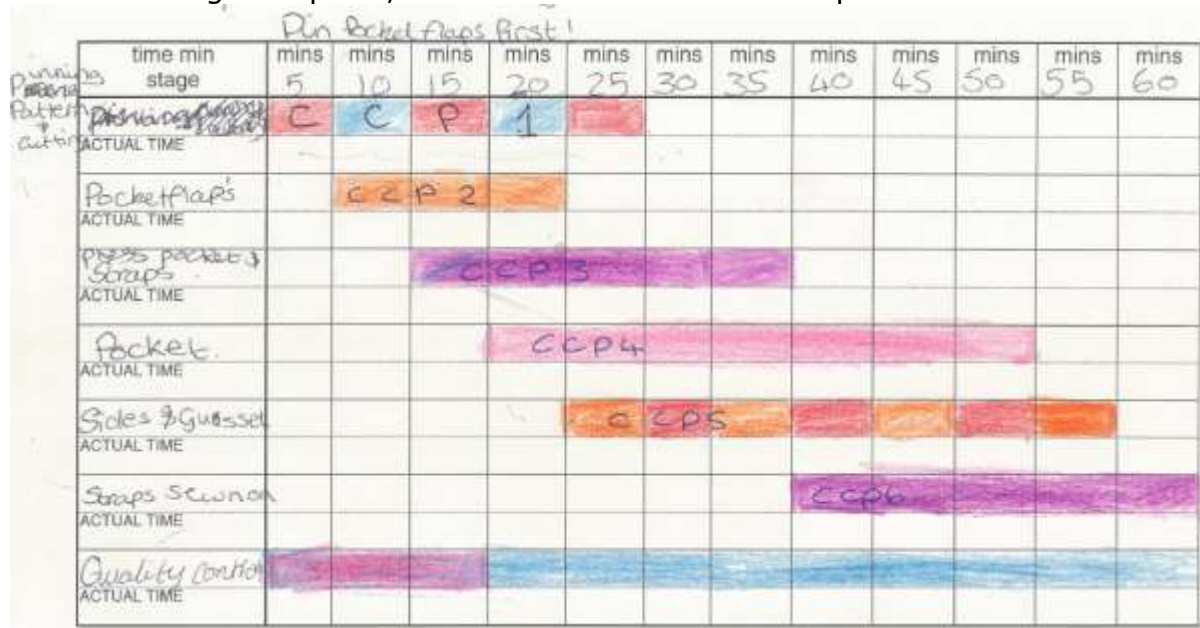 Pin Pocket flaps first!
time min mins mins mins mins mins mins mins mins mins mins mins mins
stage 5 10 15 20 25 30 35 40 45 50 55 60
Pinning
Pattern
+
cutting
C C P 1
ACTUAL TIME
Pocketflaps
C C P 2
ACTUAL TIME
press pocket &
Straps.
C C P 3
ACTUAL TIME
Pocket.
C C P 4
ACTUAL TIME
Sides & Gusset
C C P 5
ACTUAL TIME
Straps Sewn on
C C P 6
ACTUAL TIME
Quality Control
ACTUAL TIME